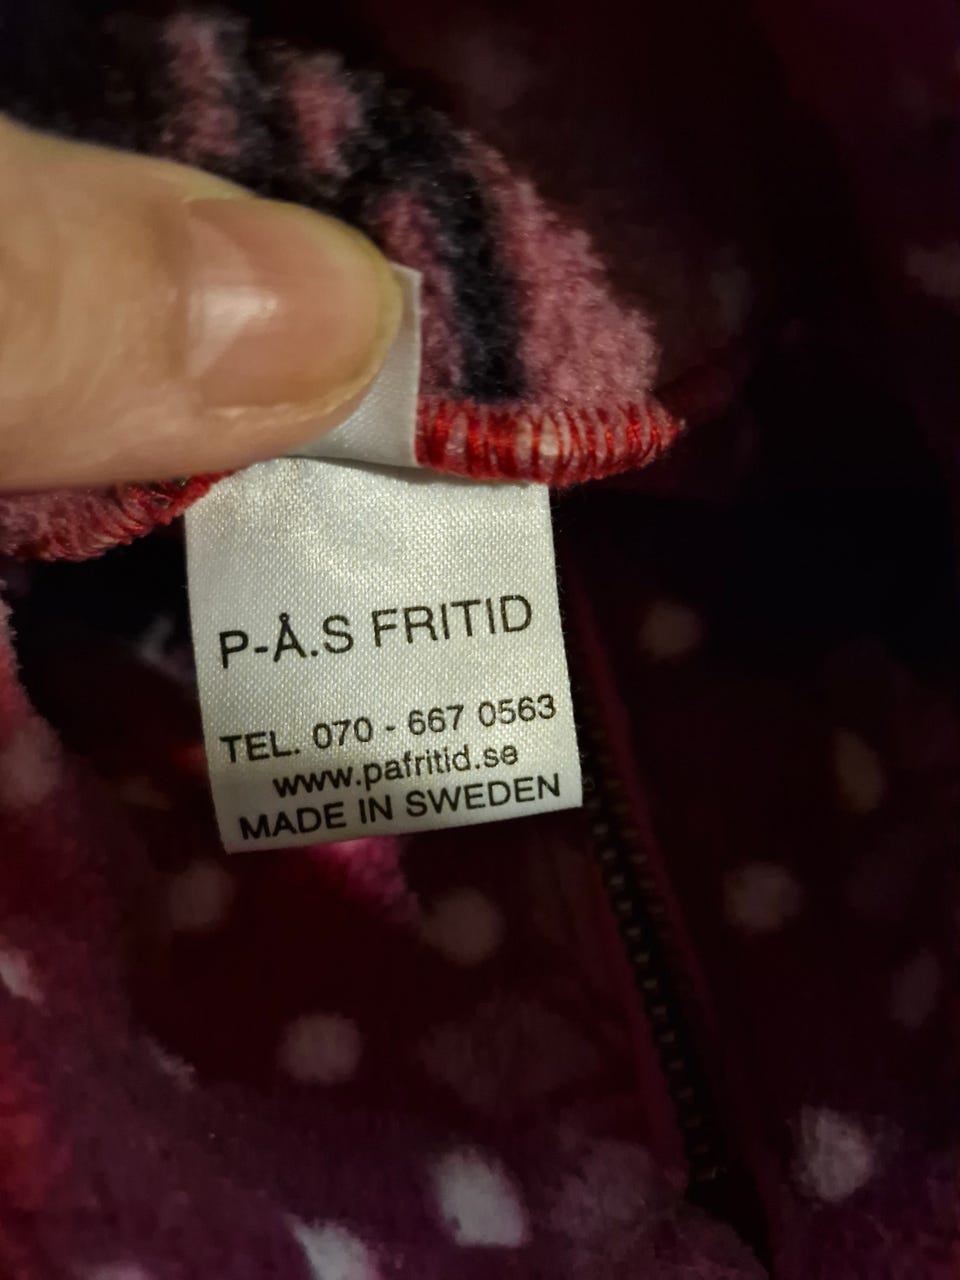 P-Å.S FRITID
TEL. 070 - 667 0563
www.pafritid.se
MADE IN SWEDEN